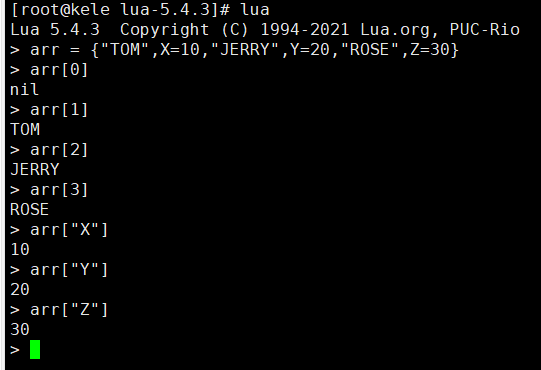 [root@kele lua-5.4.3]# lua
Lua 5.4.3  Copyright (C) 1994-2021 Lua.org, PUC-Rio
> arr = {"TOM",X=10,"JERRY",Y=20,"ROSE",Z=30}
> arr[0]
nil
> arr[1]
TOM
> arr[2]
JERRY
> arr[3]
ROSE
> arr["X"]
10
> arr["Y"]
20
> arr["Z"]
30
>